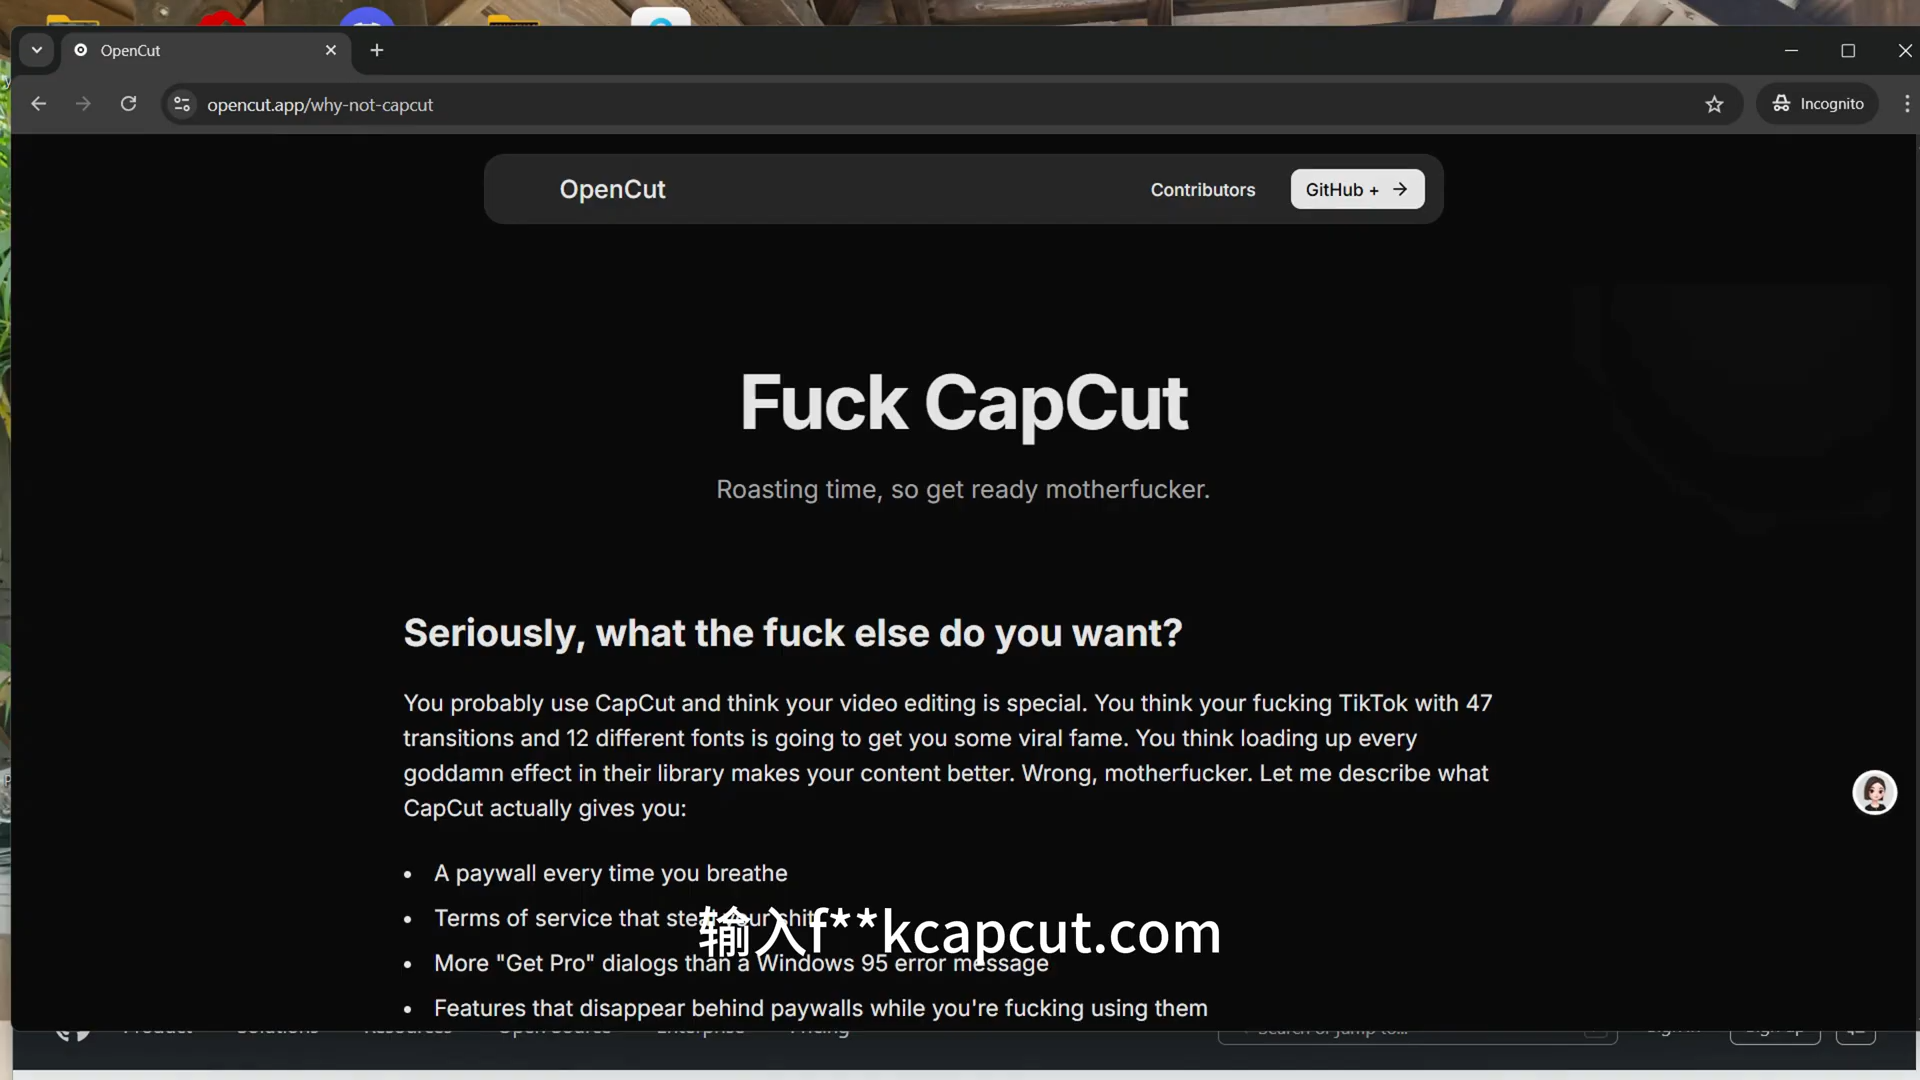 OpenCut
opencut.app/why-not-capcut
Incognito
OpenCut
Contributors
GitHub +
Fuck CapCut
Roasting time, so get ready motherfucker.
Seriously, what the fuck else do you want?
You probably use CapCut and think your video editing is special. You think your fucking TikTok with 47
transitions and 12 different fonts is going to get you some viral fame. You think loading up every
goddamn effect in their library makes your content better. Wrong, motherfucker. Let me describe what
CapCut actually gives you:
• A paywall every time you breathe
• Terms of service that steal your shit
输入f**kcapcut.com
• More "Get Pro" dialogs than a Windows 95 error message
• Features that disappear behind paywalls while you're fucking using them